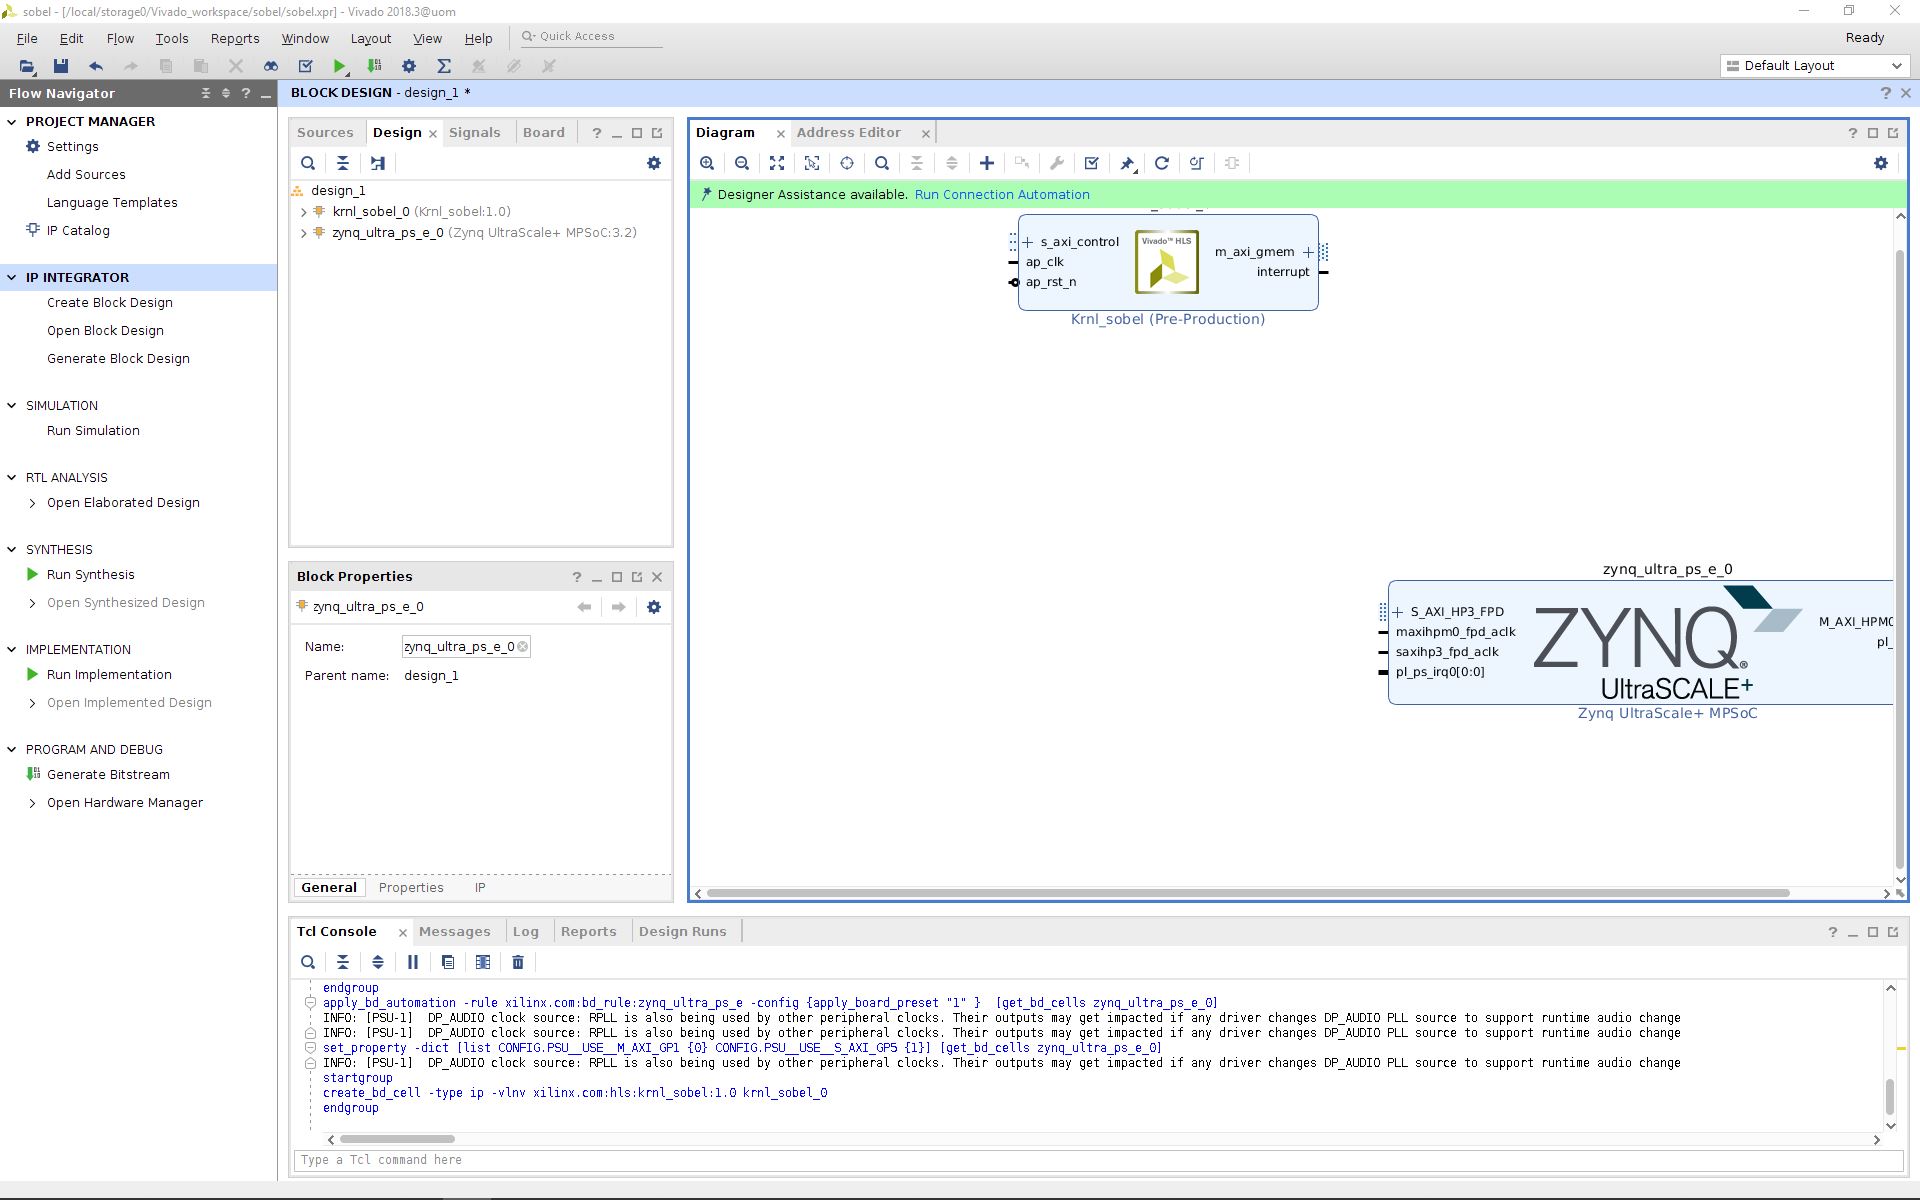 sobel - [/local/storage0/Vivado_workspace/sobel/sobel.xpr] - Vivado 2018.3@uom
File Edit Flow Tools Reports Window Layout View Help Quick Access
Ready
Default Layout
Flow Navigator
PROJECT MANAGER
Settings
Add Sources
Language Templates
IP Catalog
IP INTEGRATOR
Create Block Design
Open Block Design
Generate Block Design
SIMULATION
Run Simulation
RTL ANALYSIS
Open Elaborated Design
SYNTHESIS
Run Synthesis
Open Synthesized Design
IMPLEMENTATION
Run Implementation
Open Implemented Design
PROGRAM AND DEBUG
Generate Bitstream
Open Hardware Manager
BLOCK DESIGN - design_1 *
Sources Design Signals Board
design_1
krnl_sobel_0 (Krnl_sobel:1.0)
zynq_ultra_ps_e_0 (Zynq UltraScale+ MPSoC:3.2)
Block Properties
zynq_ultra_ps_e_0
Name: zynq_ultra_ps_e_0
Parent name: design_1
General Properties IP
Diagram Address Editor
Designer Assistance available. Run Connection Automation
s_axi_control
ap_clk
ap_rst_n
Vivado™ HLS
m_axi_gmem
interrupt
Krnl_sobel (Pre-Production)
zynq_ultra_ps_e_0
S_AXI_HP3_FPD
maxihpm0_fpd_aclk
saxihp3_fpd_aclk
pl_ps_irq0[0:0]
ZYNQ®
UltraSCALE+
M_AXI_HPM0
pl_
Zynq UltraScale+ MPSoC
Tcl Console Messages Log Reports Design Runs
endgroup
apply_bd_automation -rule xilinx.com:bd_rule:zynq_ultra_ps_e -config {apply_board_preset "1" }  [get_bd_cells zynq_ultra_ps_e_0]
INFO: [PSU-1]  DP_AUDIO clock source: RPLL is also being used by other peripheral clocks. Their outputs may get impacted if any driver changes DP_AUDIO PLL source to support runtime audio change
INFO: [PSU-1]  DP_AUDIO clock source: RPLL is also being used by other peripheral clocks. Their outputs may get impacted if any driver changes DP_AUDIO PLL source to support runtime audio change
set_property -dict [list CONFIG.PSU__USE__M_AXI_GP1 {0} CONFIG.PSU__USE__S_AXI_GP5 {1}] [get_bd_cells zynq_ultra_ps_e_0]
INFO: [PSU-1]  DP_AUDIO clock source: RPLL is also being used by other peripheral clocks. Their outputs may get impacted if any driver changes DP_AUDIO PLL source to support runtime audio change
startgroup
create_bd_cell -type ip -vlnv xilinx.com:hls:krnl_sobel:1.0 krnl_sobel_0
endgroup
Type a Tcl command here